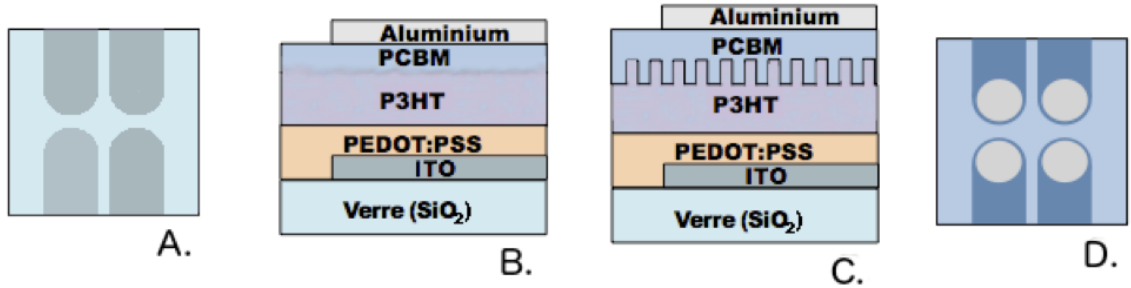 Aluminium
PCBM
P3HT
PEDOT:PSS
ITO
Verre (SiO₂)
Aluminium
PCBM
P3HT
PEDOT:PSS
ITO
Verre (SiO₂)
A.
B.
C.
D.